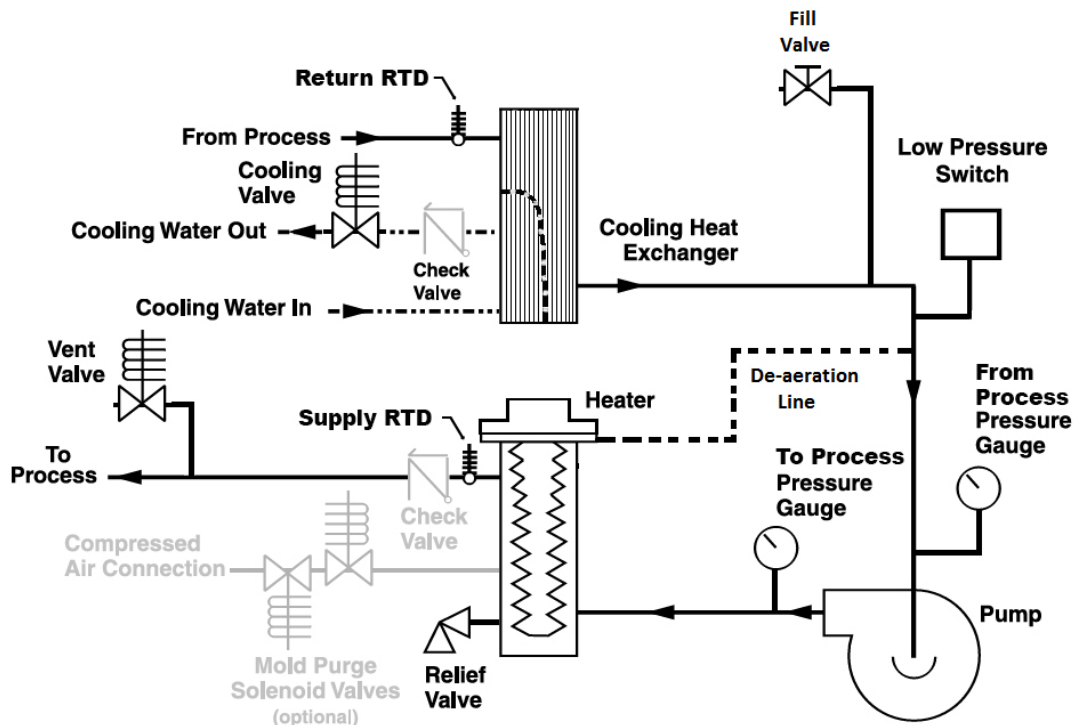 Fill
Valve
Return RTD
From Process
Cooling
Valve
Low Pressure
Switch
Cooling Water Out
Check
Valve
Cooling Heat
Exchanger
Cooling Water In
Vent
Valve
De-aeration
Line
From
Process
Pressure
Gauge
Supply RTD
Heater
To
Process
To Process
Pressure
Gauge
Check
Valve
Compressed
Air Connection
Pump
Relief
Valve
Mold Purge
Solenoid Valves
(optional)